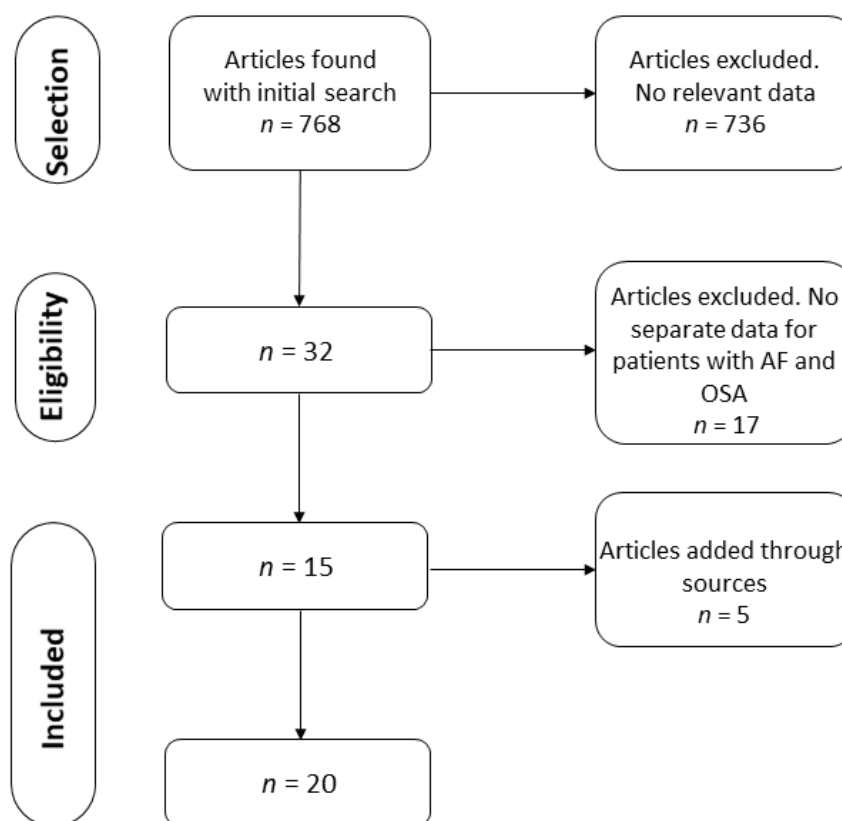 Selection
Articles found
with initial search
n = 768
Articles excluded.
No relevant data
n = 736
Eligibility
n = 32
Articles excluded. No
separate data for
patients with AF and
OSA
n = 17
Included
n = 15
Articles added through
sources
n = 5
n = 20